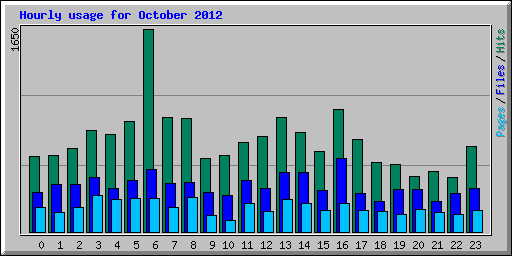 Hourly usage for October 2012
1650
Pages / Files / Hits
0 1 2 3 4 5 6 7 8 9 10 11 12 13 14 15 16 17 18 19 20 21 22 23